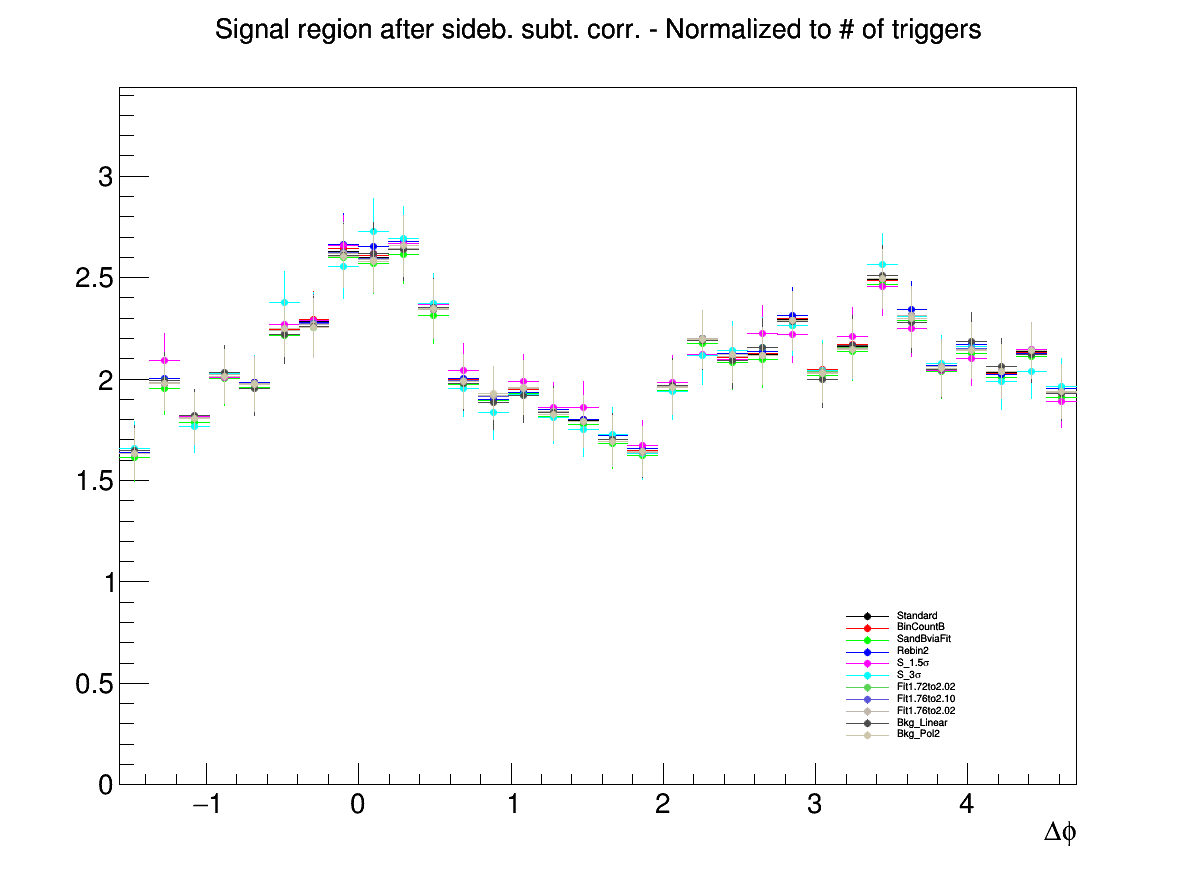 Signal region after sideb. subt. corr. - Normalized to # of triggers
3
2.5
2
1.5
1
0.5
0
−1 0 1 2 3 4
Δϕ
Standard
BinCountB
SandBviaFit
Rebin2
S_1.5σ
S_3σ
Fit1.72to2.02
Fit1.76to2.10
Fit1.76to2.02
Bkg_Linear
Bkg_Pol2